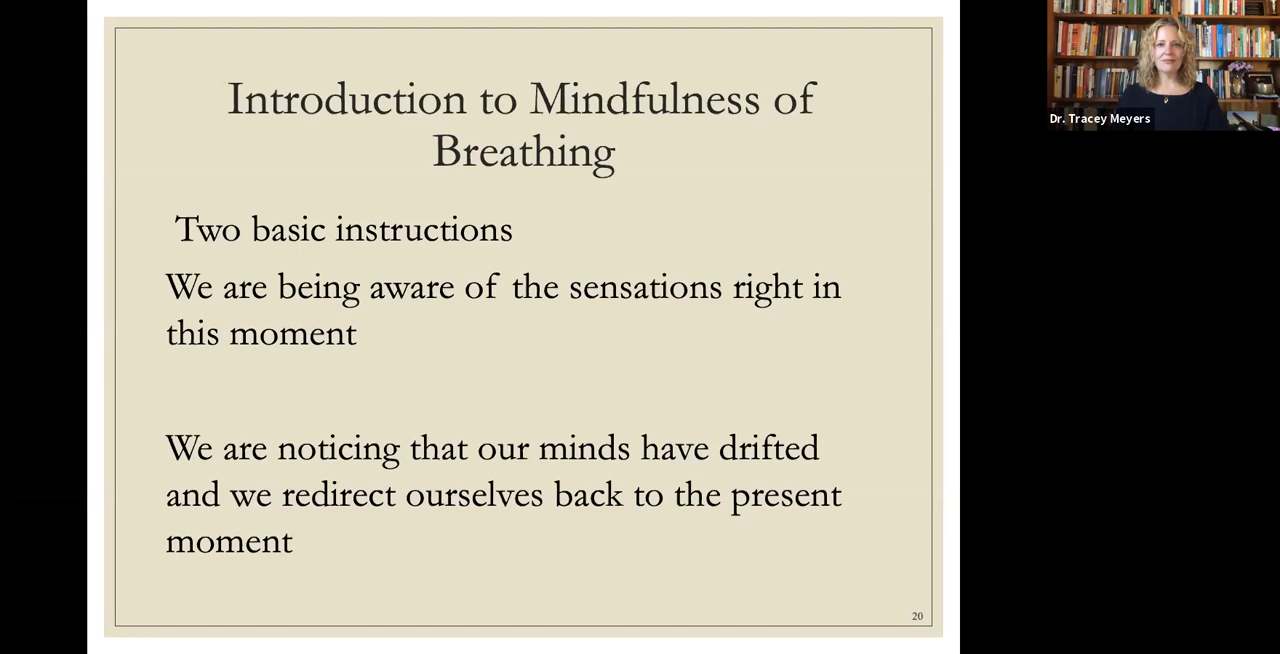 Introduction to Mindfulness of
Breathing
Two basic instructions
We are being aware of the sensations right in
this moment
We are noticing that our minds have drifted
and we redirect ourselves back to the present
moment
20
Dr. Tracey Meyers